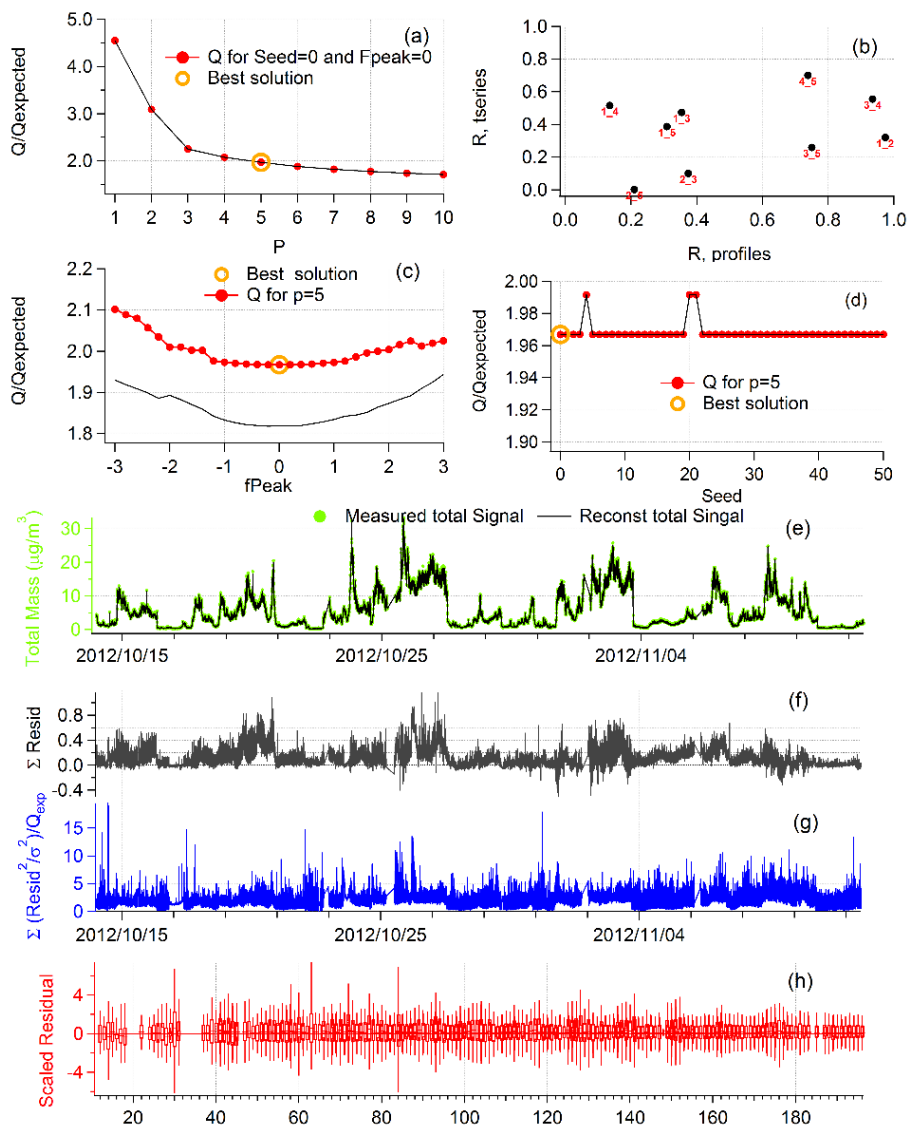 (a)
5.0
4.0
3.0
2.0
Q/Qexpected
Q for Seed=0 and Fpeak=0
Best solution
1 2 3 4 5 6 7 8 9 10
P
(b)
1.0
0.8
0.6
0.4
0.2
0.0
R, tseries
4_5
3_4
1_4
1_3
1_5
1_2
3_5
2_3
2_5
0.0 0.2 0.4 0.6 0.8 1.0
R, profiles
(c)
2.2
2.1
2.0
1.9
1.8
Q/Qexpected
Best solution
Q for p=5
-3 -2 -1 0 1 2 3
fPeak
(d)
2.00
1.98
1.96
1.94
1.92
1.90
Q/Qexpected
Q for p=5
Best solution
0 10 20 30 40 50
Seed
Measured total Signal
Reconst total Singal
(e)
30
20
10
0
Total Mass (μg/m³)
2012/10/15 2012/10/25 2012/11/04
(f)
0.8
0.4
0.0
-0.4
Σ Resid
(g)
15
10
5
0
Σ (Resid²/σ²)/Qexp
2012/10/15 2012/10/25 2012/11/04
(h)
4
0
-4
Scaled Residual
20 40 60 80 100 120 140 160 180